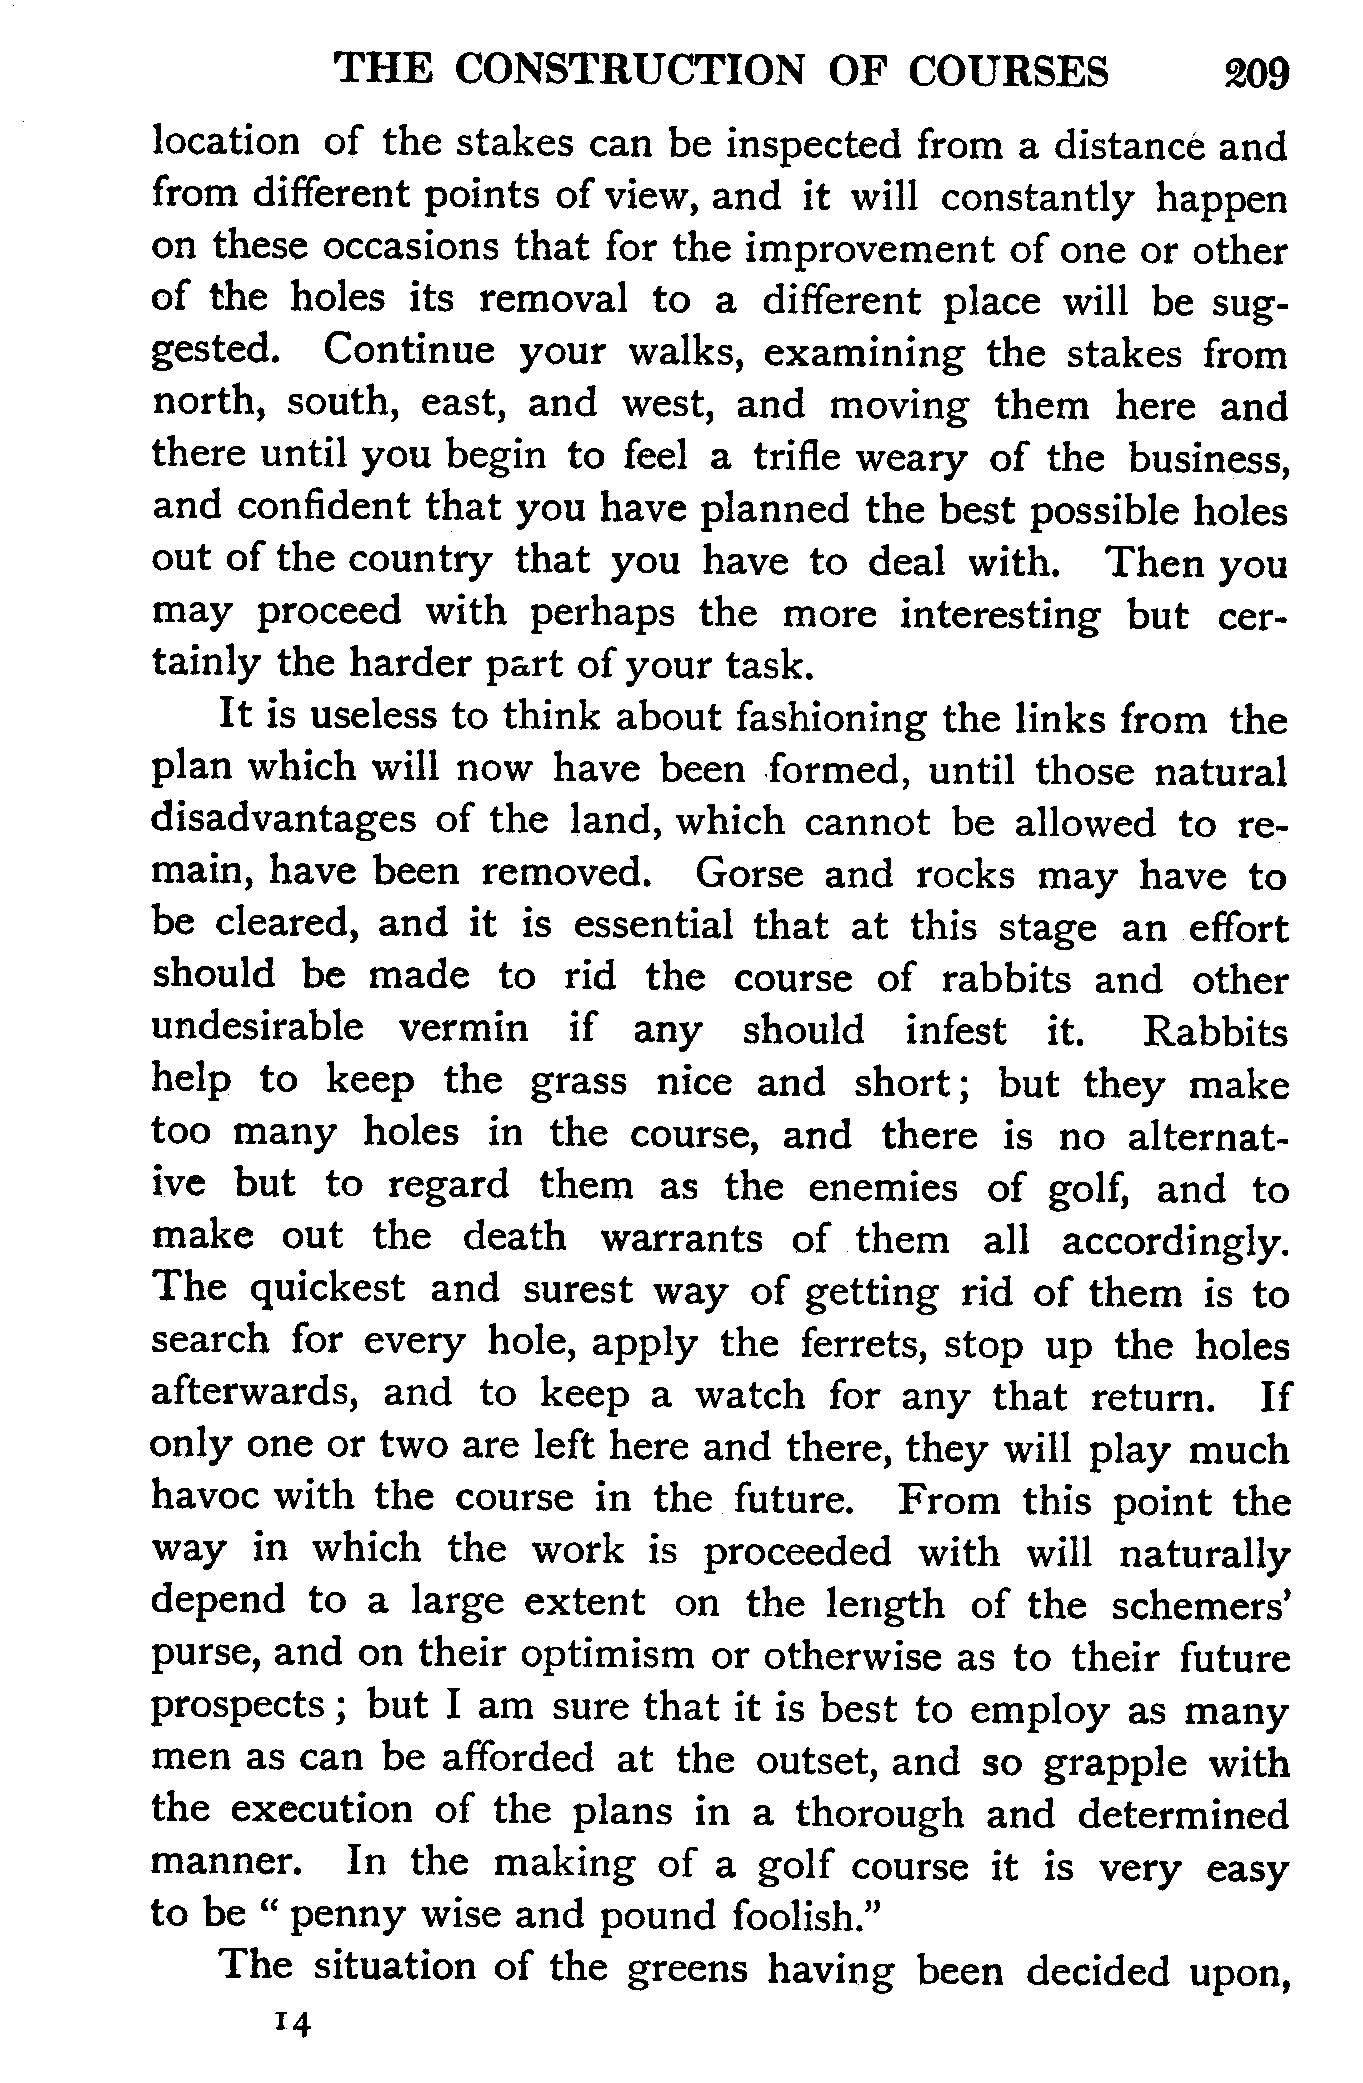 THE CONSTRUCTION OF COURSES 209
location of the stakes can be inspected from a distance and
from different points of view, and it will constantly happen
on these occasions that for the improvement of one or other
of the holes its removal to a different place will be sug-
gested. Continue your walks, examining the stakes from
north, south, east, and west, and moving them here and
there until you begin to feel a trifle weary of the business,
and confident that you have planned the best possible holes
out of the country that you have to deal with. Then you
may proceed with perhaps the more interesting but cer-
tainly the harder part of your task.
It is useless to think about fashioning the links from the
plan which will now have been formed, until those natural
disadvantages of the land, which cannot be allowed to re-
main, have been removed. Gorse and rocks may have to
be cleared, and it is essential that at this stage an effort
should be made to rid the course of rabbits and other
undesirable vermin if any should infest it. Rabbits
help to keep the grass nice and short; but they make
too many holes in the course, and there is no alternat-
ive but to regard them as the enemies of golf, and to
make out the death warrants of them all accordingly.
The quickest and surest way of getting rid of them is to
search for every hole, apply the ferrets, stop up the holes
afterwards, and to keep a watch for any that return. If
only one or two are left here and there, they will play much
havoc with the course in the future. From this point the
way in which the work is proceeded with will naturally
depend to a large extent on the length of the schemers'
purse, and on their optimism or otherwise as to their future
prospects; but I am sure that it is best to employ as many
men as can be afforded at the outset, and so grapple with
the execution of the plans in a thorough and determined
manner. In the making of a golf course it is very easy
to be “ penny wise and pound foolish.”
The situation of the greens having been decided upon,
14